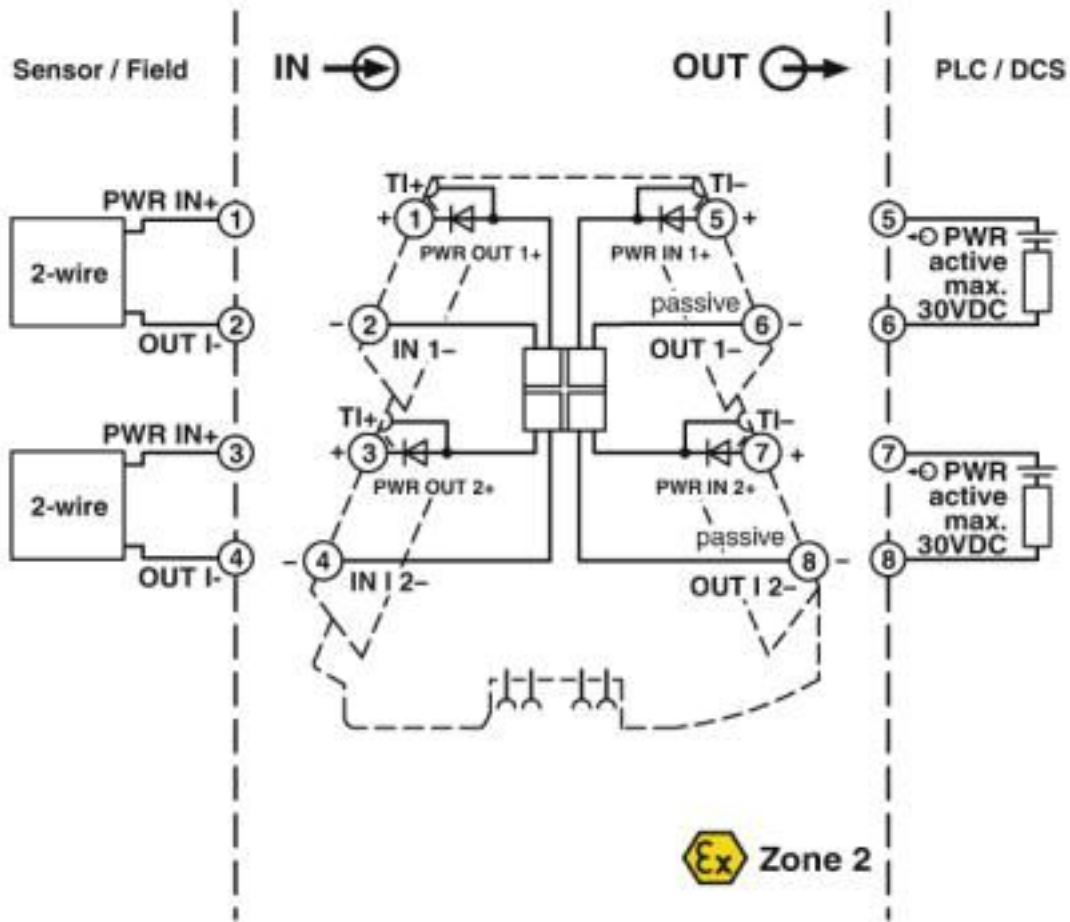 Sensor / Field
IN
OUT
PLC / DCS
PWR IN+
1
2-wire
2
OUT I-
TI+
+ 1
PWR OUT 1+
- 2
IN 1–
TI–
5 +
PWR IN 1+
passive
6 –
OUT 1–
5
PWR
active
max.
30VDC
6
PWR IN+
3
2-wire
4
OUT I-
TI+
+ 3
PWR OUT 2+
– 4
IN I 2–
TI–
7 +
PWR IN 2+
passive
8 –
OUT I 2–
7
PWR
active
max.
30VDC
8
Ex Zone 2